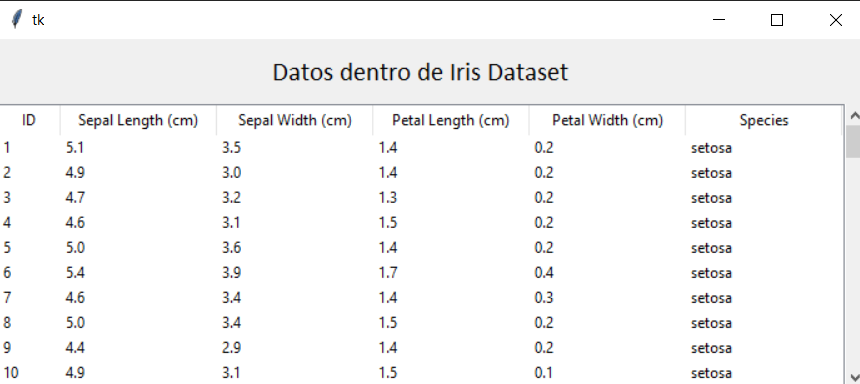 tk
Datos dentro de Iris Dataset
ID Sepal Length (cm) Sepal Width (cm) Petal Length (cm) Petal Width (cm) Species
1 5.1 3.5 1.4 0.2 setosa
2 4.9 3.0 1.4 0.2 setosa
3 4.7 3.2 1.3 0.2 setosa
4 4.6 3.1 1.5 0.2 setosa
5 5.0 3.6 1.4 0.2 setosa
6 5.4 3.9 1.7 0.4 setosa
7 4.6 3.4 1.4 0.3 setosa
8 5.0 3.4 1.5 0.2 setosa
9 4.4 2.9 1.4 0.2 setosa
10 4.9 3.1 1.5 0.1 setosa